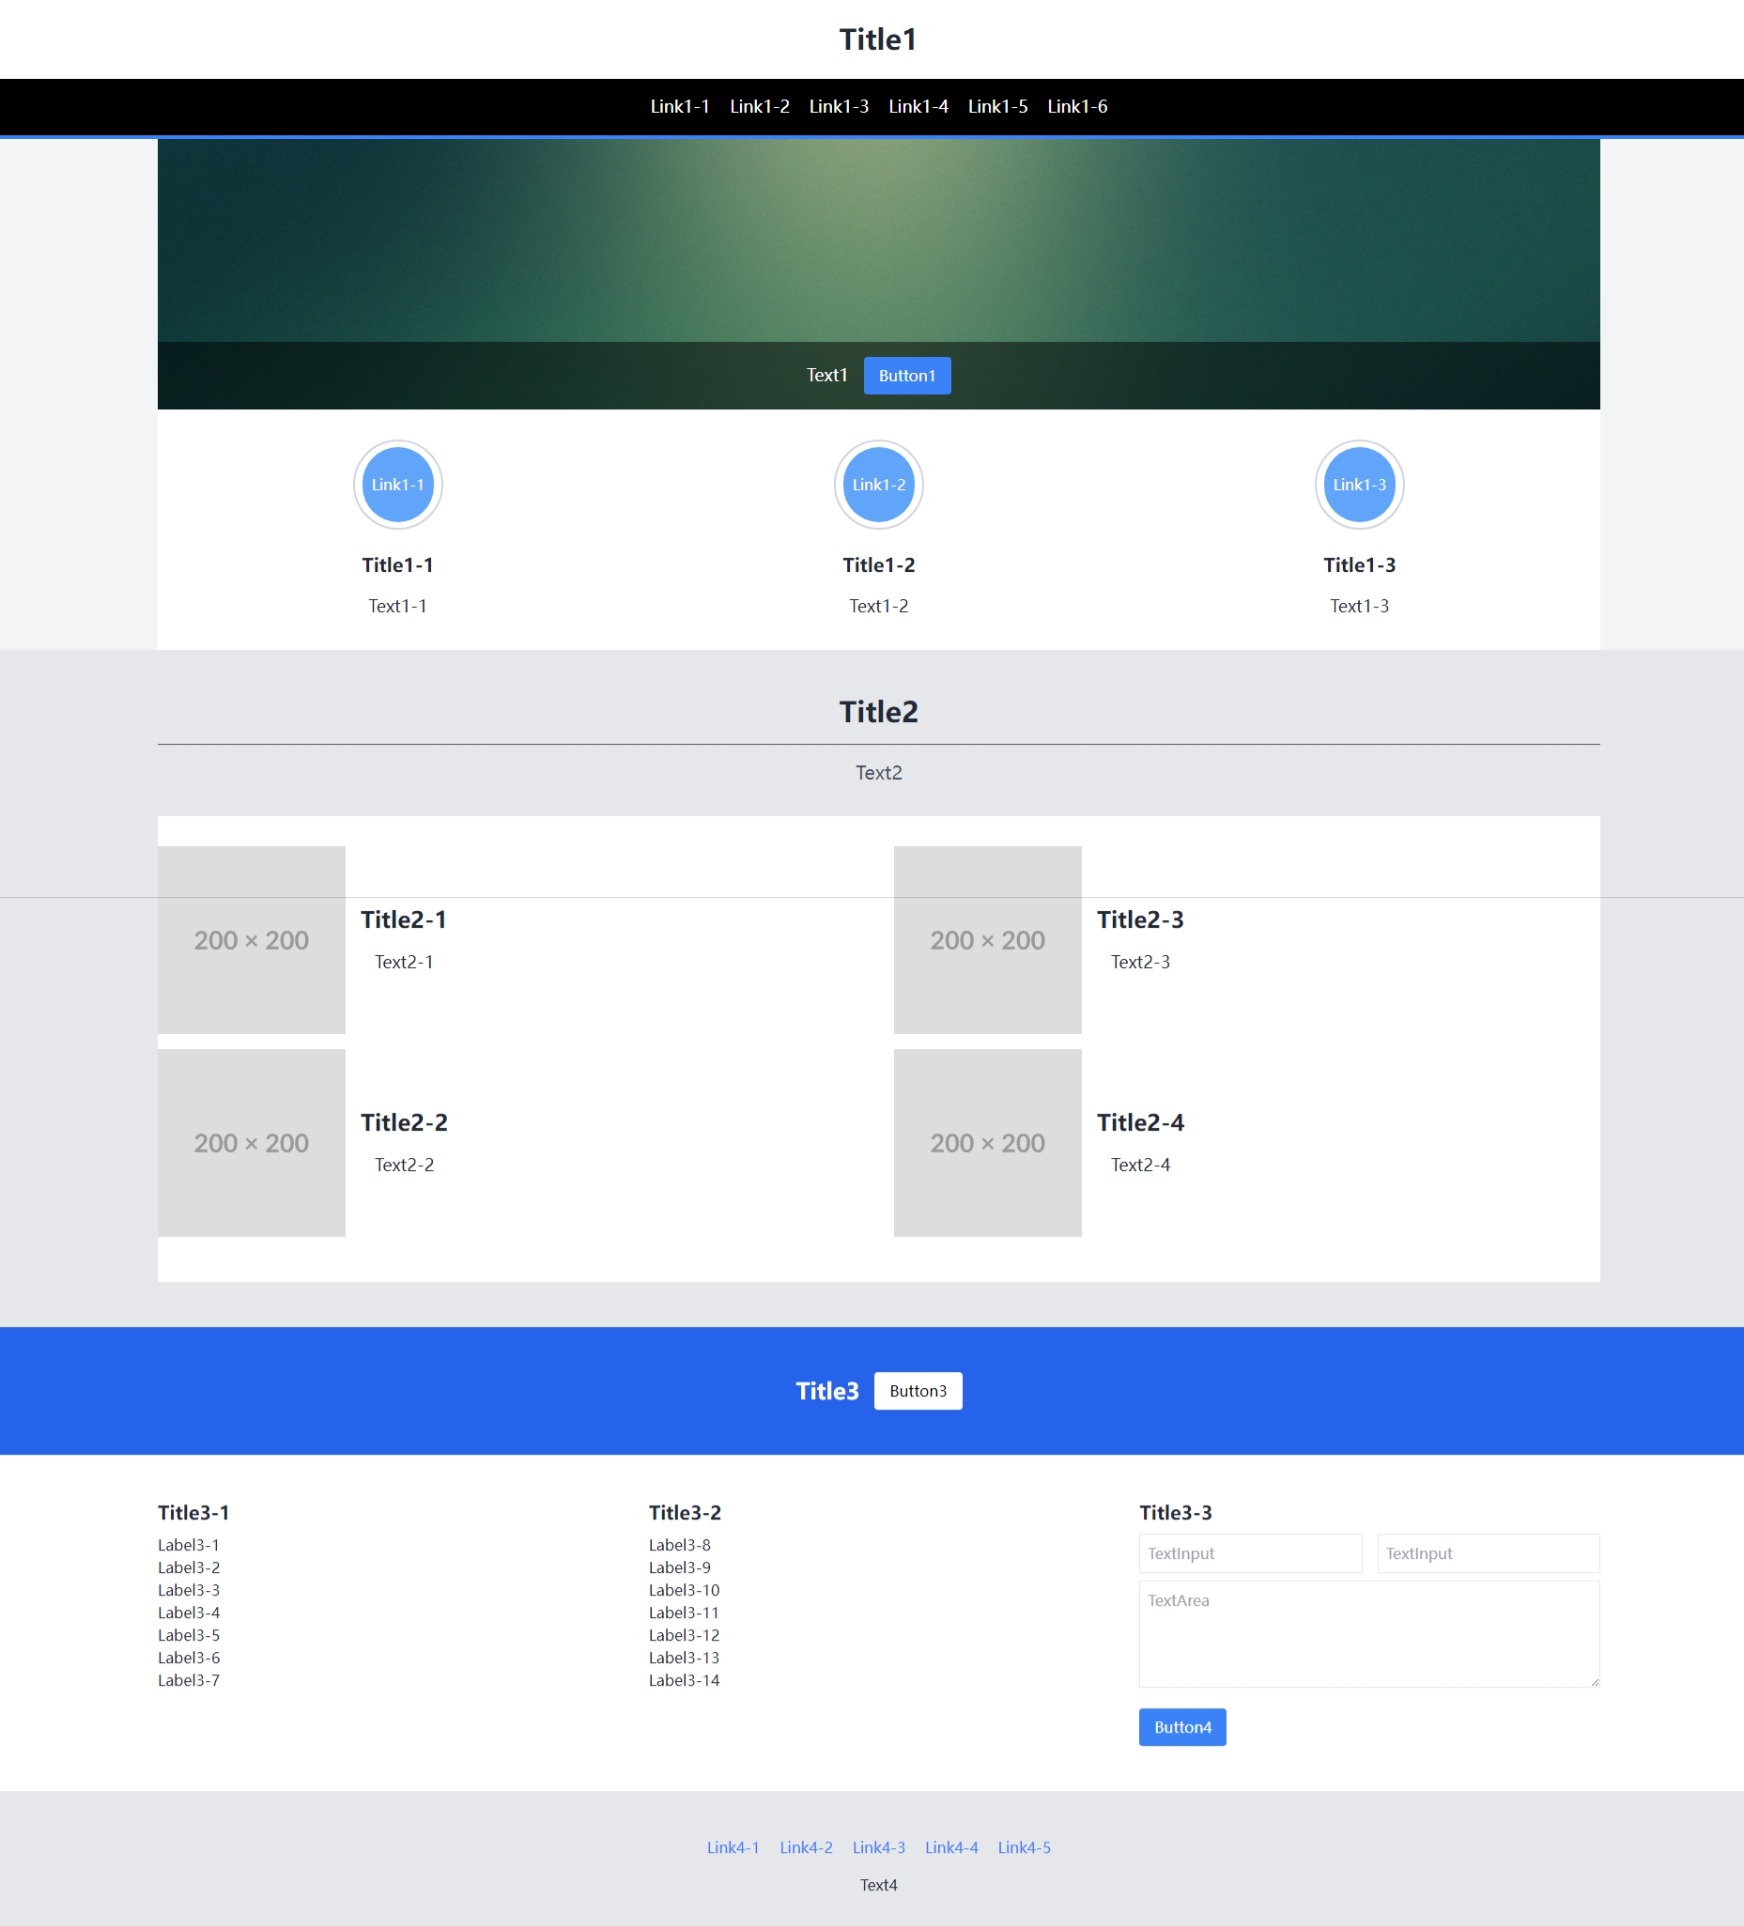 Title1
Link1-1 Link1-2 Link1-3 Link1-4 Link1-5 Link1-6
Text1 Button1
Link1-1
Title1-1
Text1-1
Link1-2
Title1-2
Text1-2
Link1-3
Title1-3
Text1-3
Title2
Text2
200 × 200
Title2-1
Text2-1
200 × 200
Title2-3
Text2-3
200 × 200
Title2-2
Text2-2
200 × 200
Title2-4
Text2-4
Title3 Button3
Title3-1
Label3-1
Label3-2
Label3-3
Label3-4
Label3-5
Label3-6
Label3-7
Title3-2
Label3-8
Label3-9
Label3-10
Label3-11
Label3-12
Label3-13
Label3-14
Title3-3
TextInput TextInput
TextArea
Button4
Link4-1 Link4-2 Link4-3 Link4-4 Link4-5
Text4